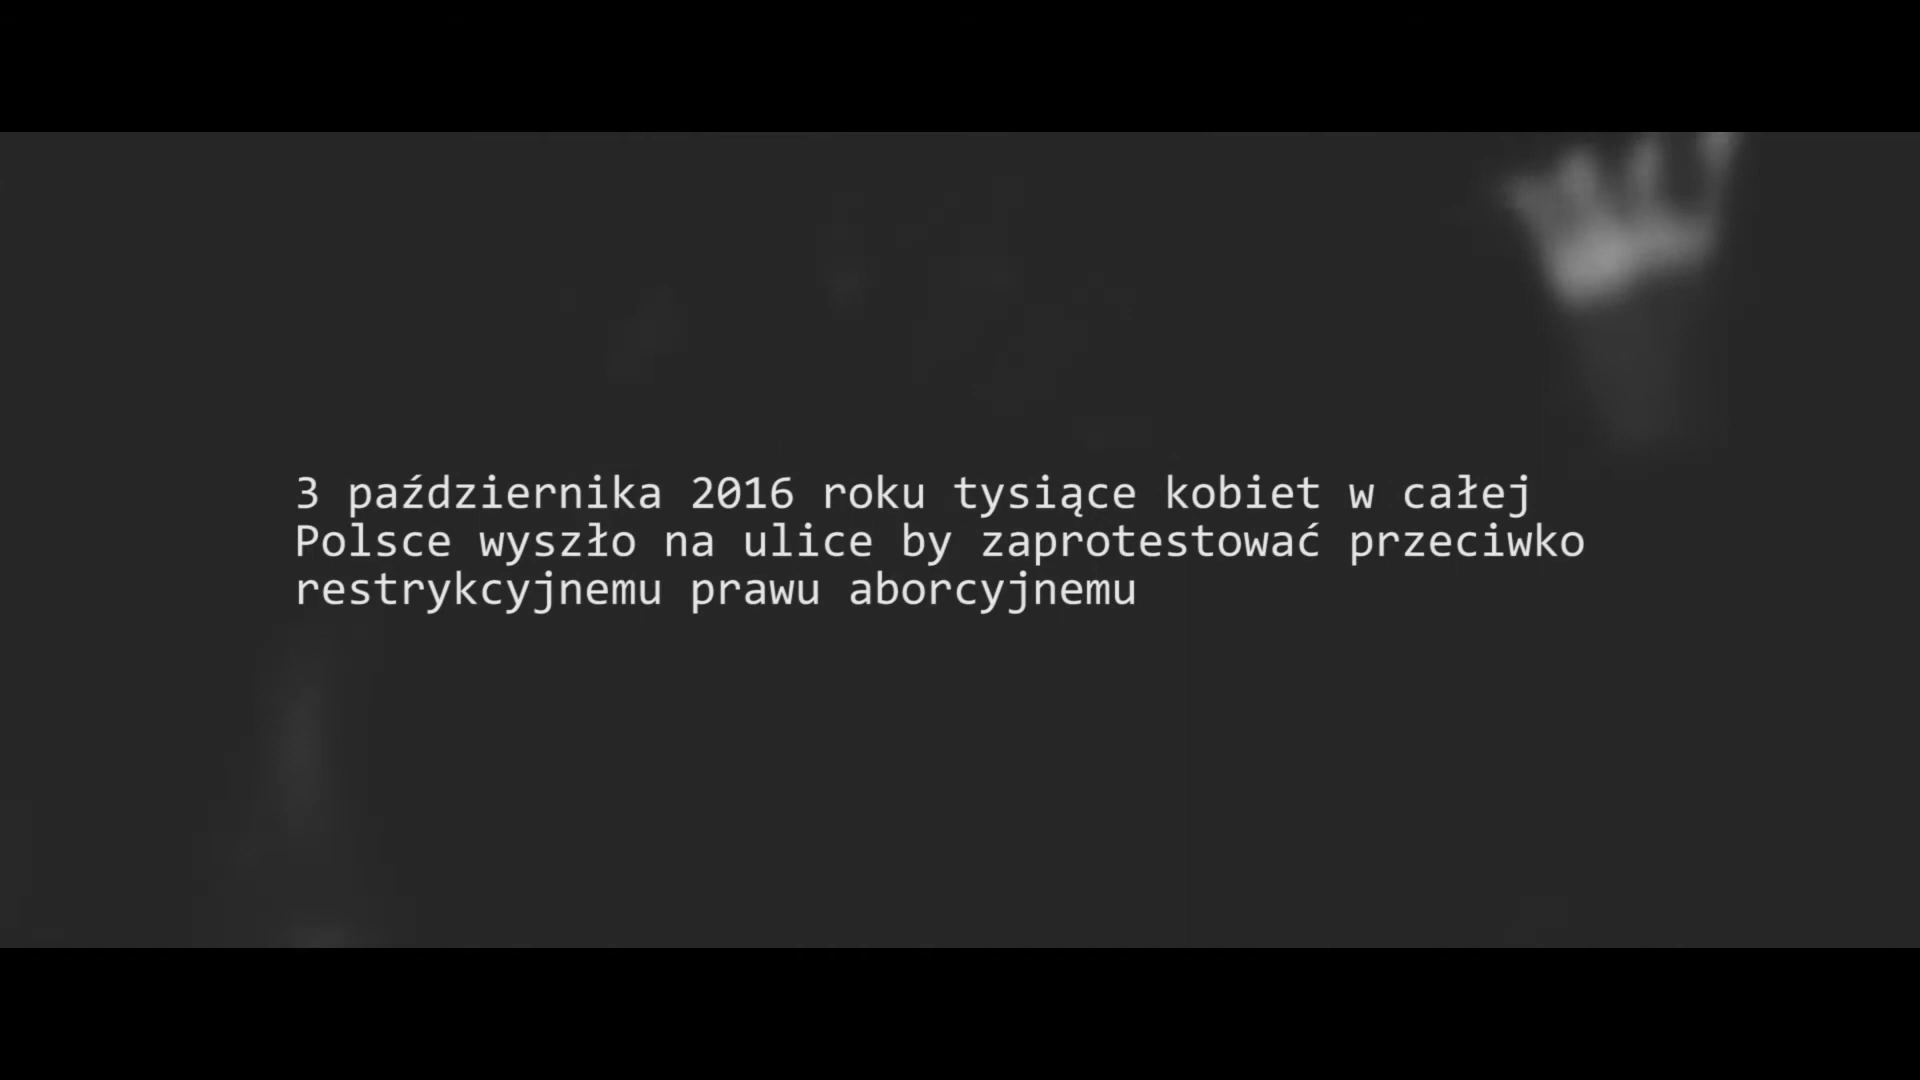 3 października 2016 roku tysiące kobiet w całej
Polsce wyszło na ulice by zaprotestować przeciwko
restrykcyjnemu prawu aborcyjnemu